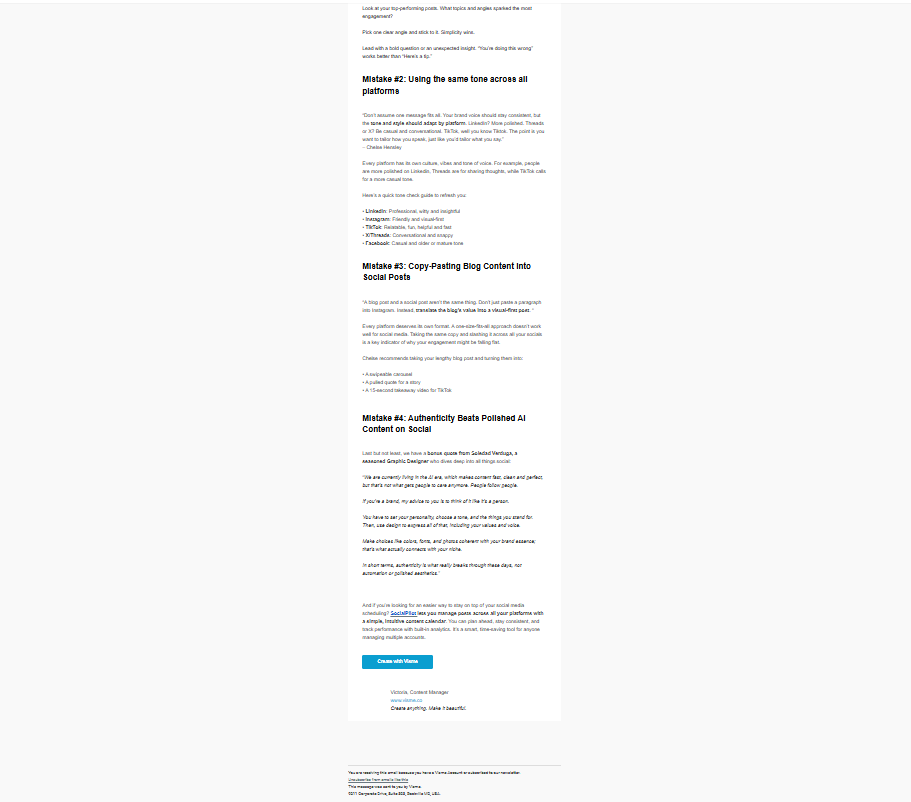 Look at your top-performing posts. What topics and angles sparked the most
engagement?
Pick one clear angle and stick to it. Simplicity wins.
Lead with a bold question or an unexpected insight. "You're doing this wrong"
works better than "Here's a tip."
Mistake #2: Using the same tone across all
platforms
"Don't assume one message fits all. Your brand voice should stay consistent, but
the tone and style should adapt by platform. LinkedIn? More polished. Threads
or X? Be casual and conversational. TikTok, well you know Tiktok. The point is you
want to tailor how you speak, just like you'd tailor what you say."
– Chelse Hensley
Every platform has its own culture, vibes and tone of voice. For example, people
are more polished on LinkedIn. Threads are for sharing thoughts, while TikTok calls
for a more casual tone.
Here's a quick tone check guide to refresh you:
• LinkedIn: Professional, witty and insightful
• Instagram: Friendly and visual-first
• TikTok: Relatable, fun, helpful and fast
• X/Threads: Conversational and snappy
• Facebook: Casual and older or mature tone
Mistake #3: Copy-Pasting Blog Content Into
Social Posts
"A blog post and a social post aren't the same thing. Don't just paste a paragraph
into Instagram. Instead, translate the blog's value into a visual-first post. "
Every platform deserves its own format. A one-size-fits-all approach doesn't work
well for social media. Taking the same copy and slashing it across all your socials
is a key indicator of why your engagement might be falling flat.
Chelse recommends taking your lengthy blog post and turning them into:
• A swipeable carousel
• A pulled quote for a story
• A 15-second takeaway video for TikTok
Mistake #4: Authenticity Beats Polished AI
Content on Social
Last but not least, we have a bonus quote from Soledad Verduga, a
seasoned Graphic Designer who dives deep into all things social:
"We are currently living in the AI era, which makes content fast, clean and perfect,
but that's not what gets people to care anymore. People follow people.
If you're a brand, my advice to you is to think of it like it's a person.
You have to set your personality, choose a tone, and the things you stand for.
Then, use design to express all of that, including your values and voice.
Make choices like colors, fonts, and photos coherent with your brand essence;
that's what actually connects with your niche.
In short terms, authenticity is what really breaks through these days, not
automation or polished aesthetics."
And if you're looking for an easier way to stay on top of your social media
scheduling? SocialPilot lets you manage posts across all your platforms with
a simple, intuitive content calendar. You can plan ahead, stay consistent, and
track performance with built-in analytics. It's a smart, time-saving tool for anyone
managing multiple accounts.
Create with Visme
Victoria, Content Manager
www.visme.co
Create anything. Make it beautiful.
You are receiving this email because you have a Visme Account or subscribed to our newsletter.
Unsubscribe from emails like this
This message was sent to you by Visme.
Corporate Drive, Suite Rockville MD, USA.